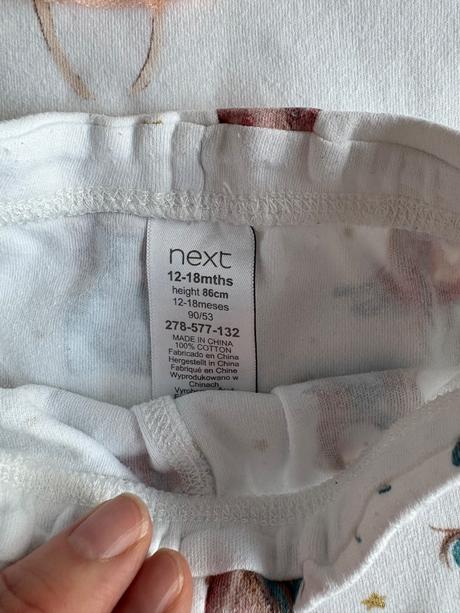 next
12-18mths
height 86cm
12-18meses
90/53
278-577-132
MADE IN CHINA
100% COTTON
Fabricado en China
Hergestellt in China
Fabriqué en Chine
Wyprodukowano w
Chinach